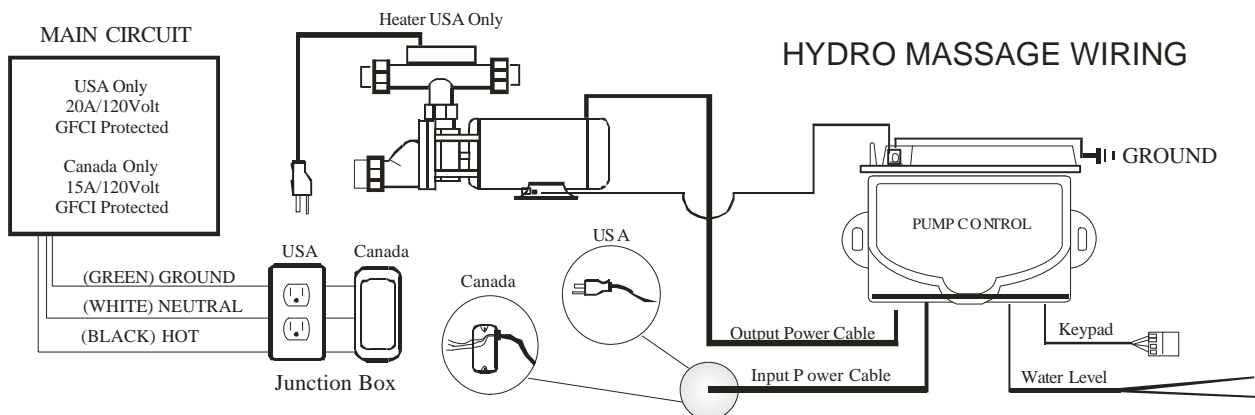 Heater USA Only
MAIN CIRCUIT
HYDRO MASSAGE WIRING
USA Only
20A/120Volt
GFCI Protected
Canada Only
15A/120Volt
GFCI Protected
GROUND
PUMP CONTROL
USA
Canada
USA
Canada
(GREEN) GROUND
(WHITE) NEUTRAL
(BLACK) HOT
Junction Box
Output Power Cable
Keypad
Input Power Cable
Water Level